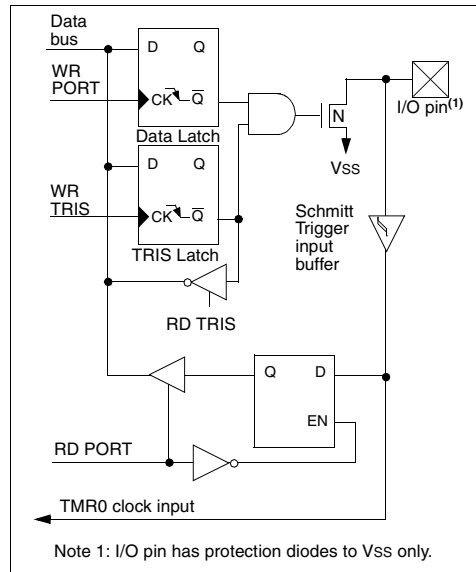 Data
bus
D Q
WR
PORT
CK Q
Data Latch
I/O pin(1)
N
VSS
D Q
WR
TRIS
CK Q
TRIS Latch
Schmitt
Trigger
input
buffer
RD TRIS
Q D
EN
RD PORT
TMR0 clock input
Note 1: I/O pin has protection diodes to VSS only.